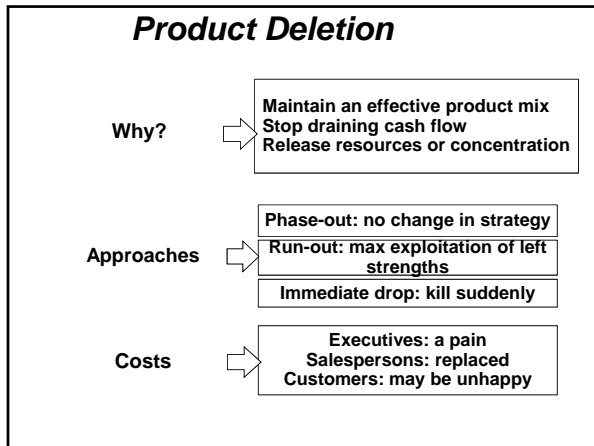 Product Deletion
Why?
Maintain an effective product mix
Stop draining cash flow
Release resources or concentration
Approaches
Phase-out: no change in strategy
Run-out: max exploitation of left
strengths
Immediate drop: kill suddenly
Costs
Executives: a pain
Salespersons: replaced
Customers: may be unhappy